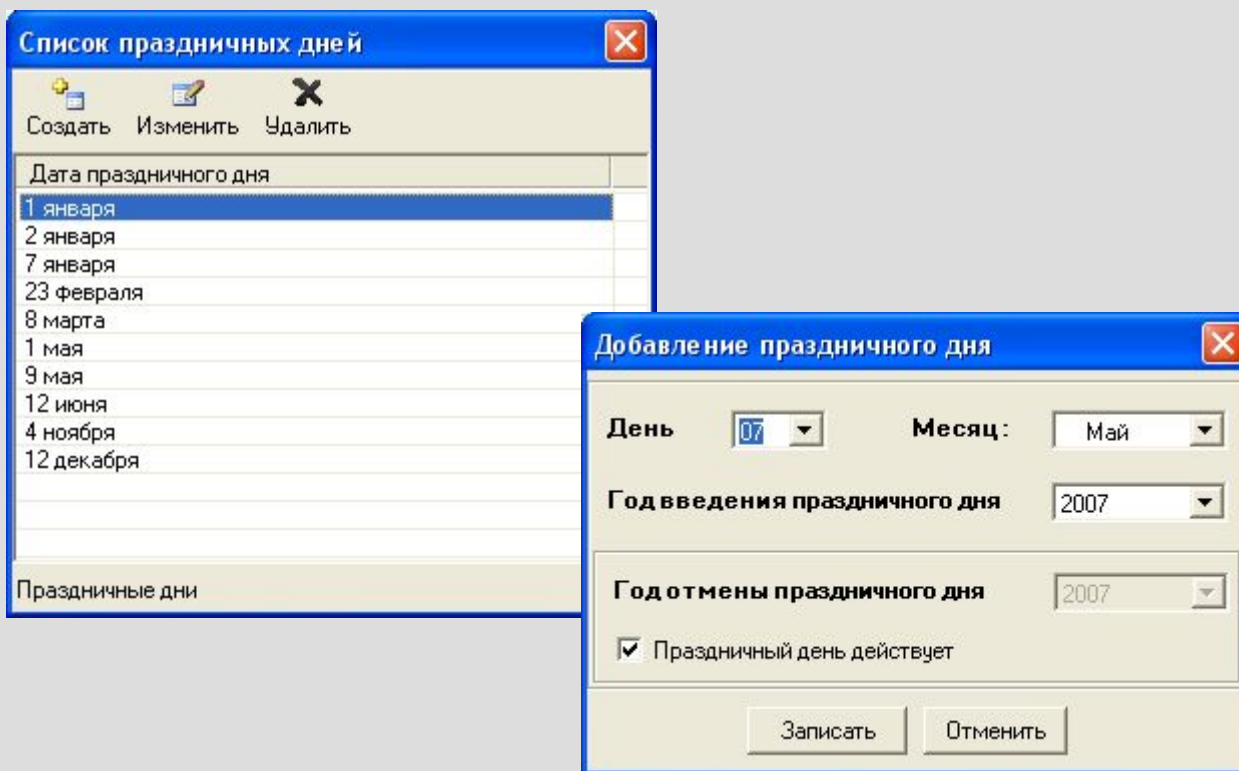 Список праздничных дней
Создать Изменить Удалить
Дата праздничного дня
1 января
2 января
7 января
23 февраля
8 марта
1 мая
9 мая
12 июня
4 ноября
12 декабря
Праздничные дни
Добавление праздничного дня
День 07 Месяц: Май
Год введения праздничного дня 2007
Год отмены праздничного дня 2007
Праздничный день действует
Записать Отменить